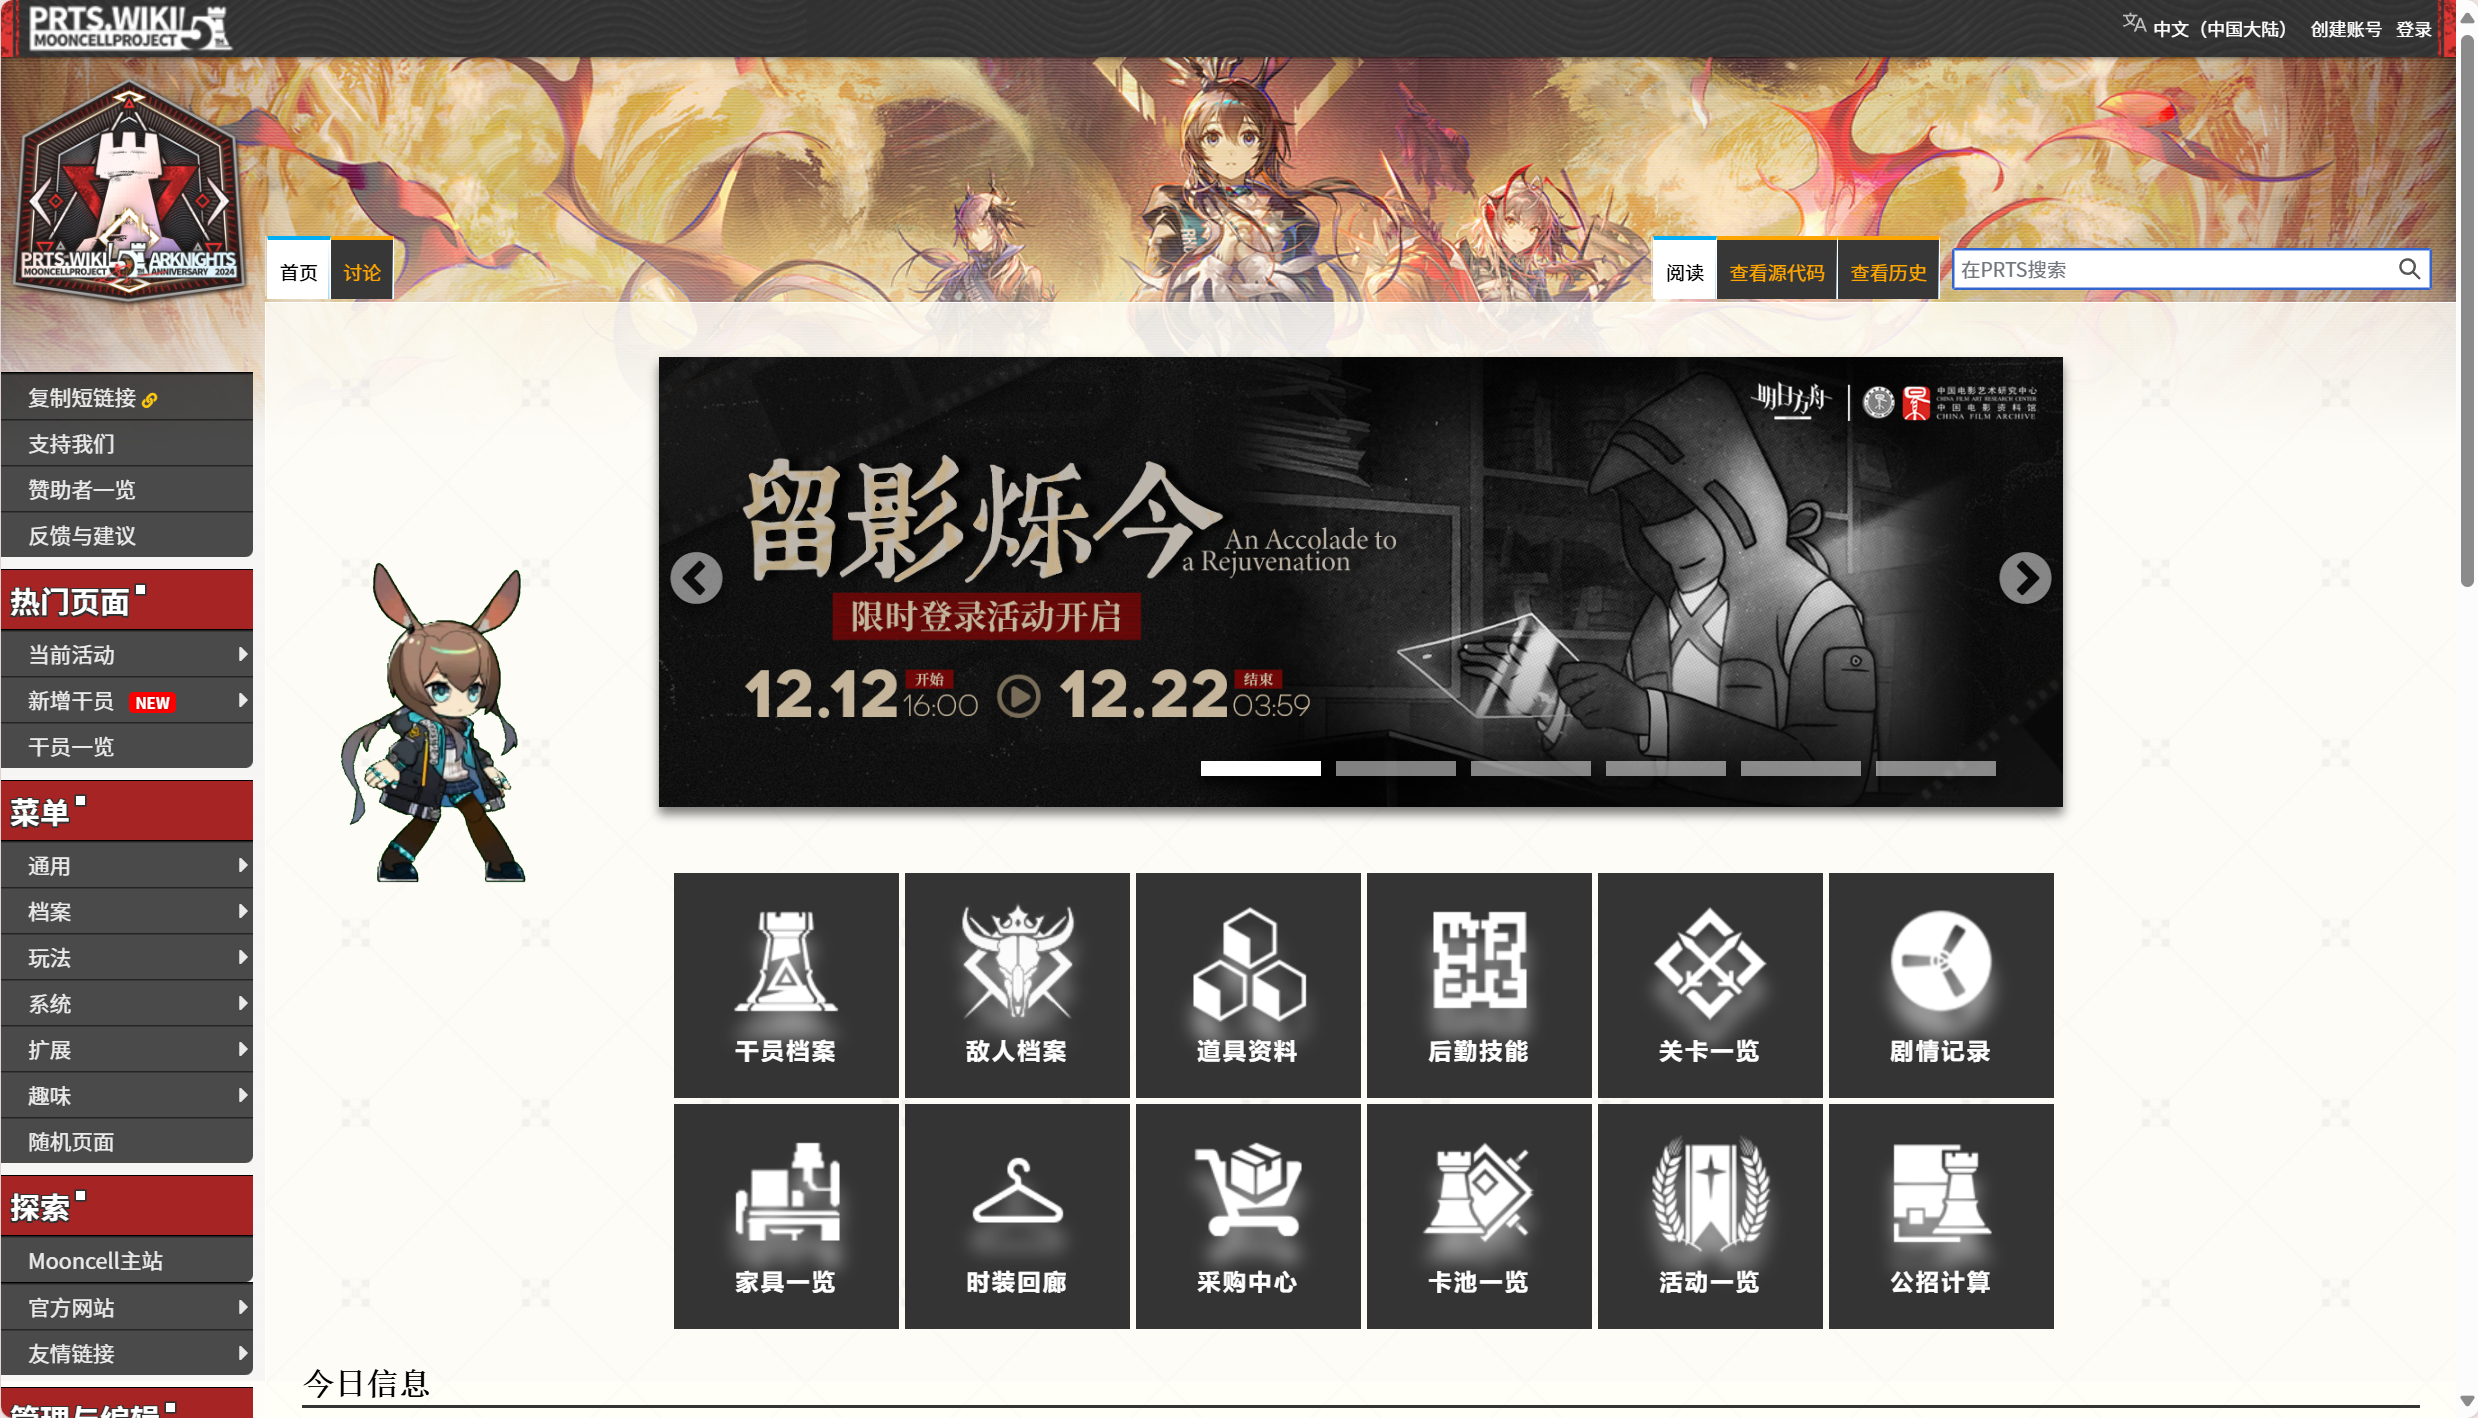 PRTS.WIKI 5TH
MOONCELLPROJECT
中文（中国大陆） 创建账号 登录
PRTS.WIKI 5TH ARKNIGHTS
MOONCELLPROJECT ANNIVERSARY 2024
首页 讨论
阅读 查看源代码 查看历史 在PRTS搜索
复制短链接
支持我们
赞助者一览
反馈与建议
热门页面
当前活动
新增干员 NEW
干员一览
菜单
通用
档案
玩法
系统
扩展
趣味
随机页面
探索
Mooncell主站
官方网站
友情链接
管理与编辑
明日方舟
中国电影艺术研究中心
CHINA FILM ART RESEARCH CENTER
中国电影资料馆
CHINA FILM ARCHIVE
留影烁今
An Accolade to
a Rejuvenation
限时登录活动开启
12.12 开始 16:00 12.22 结束 03:59
干员档案 敌人档案 道具资料 后勤技能 关卡一览 剧情记录
家具一览 时装回廊 采购中心 卡池一览 活动一览 公招计算
今日信息